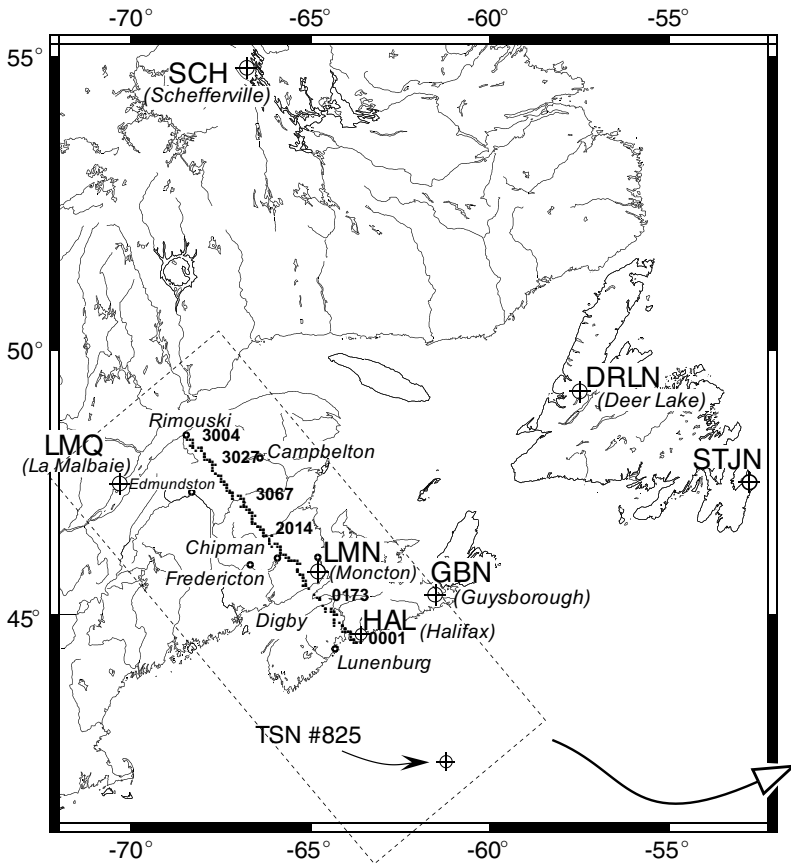 -70° -65° -60° -55°
55°
SCH
(Schefferville)
50°
DRLN
(Deer Lake)
Rimouski
3004
LMQ
3027 Campbelton
(La Malbaie)
STJN
Edmundston
3067
2014
Chipman
LMN
Fredericton
(Moncton)
GBN
0173
(Guysborough)
45°
Digby
HAL
(Halifax)
0001
Lunenburg
TSN #825
-70° -65° -60° -55°